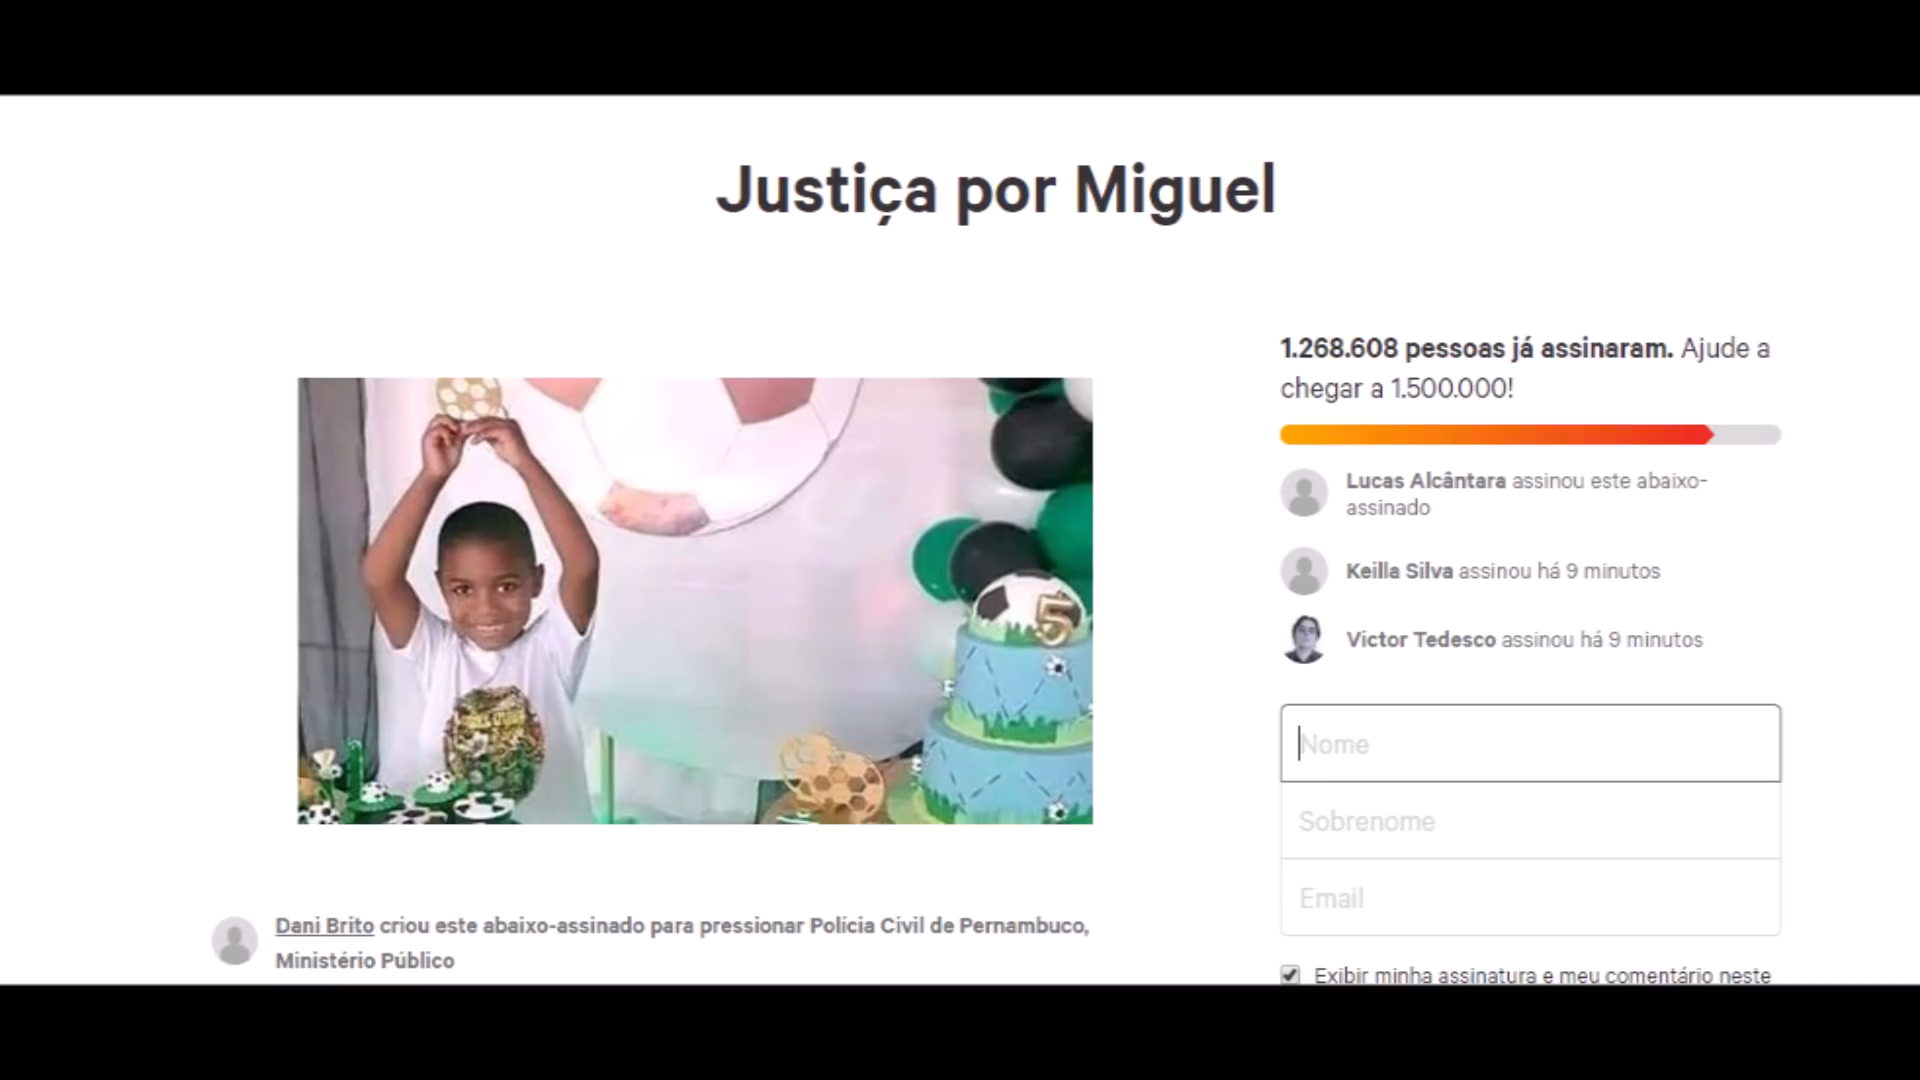 Justiça por Miguel
1.268.608 pessoas já assinaram. Ajude a
chegar a 1.500.000!
Lucas Alcântara assinou este abaixo-
assinado
Keilla Silva assinou há 9 minutos
Victor Tedesco assinou há 9 minutos
Nome
Sobrenome
Email
Exibir minha assinatura e meu comentário neste
5
Dani Brito criou este abaixo-assinado para pressionar Polícia Civil de Pernambuco,
Ministério Público